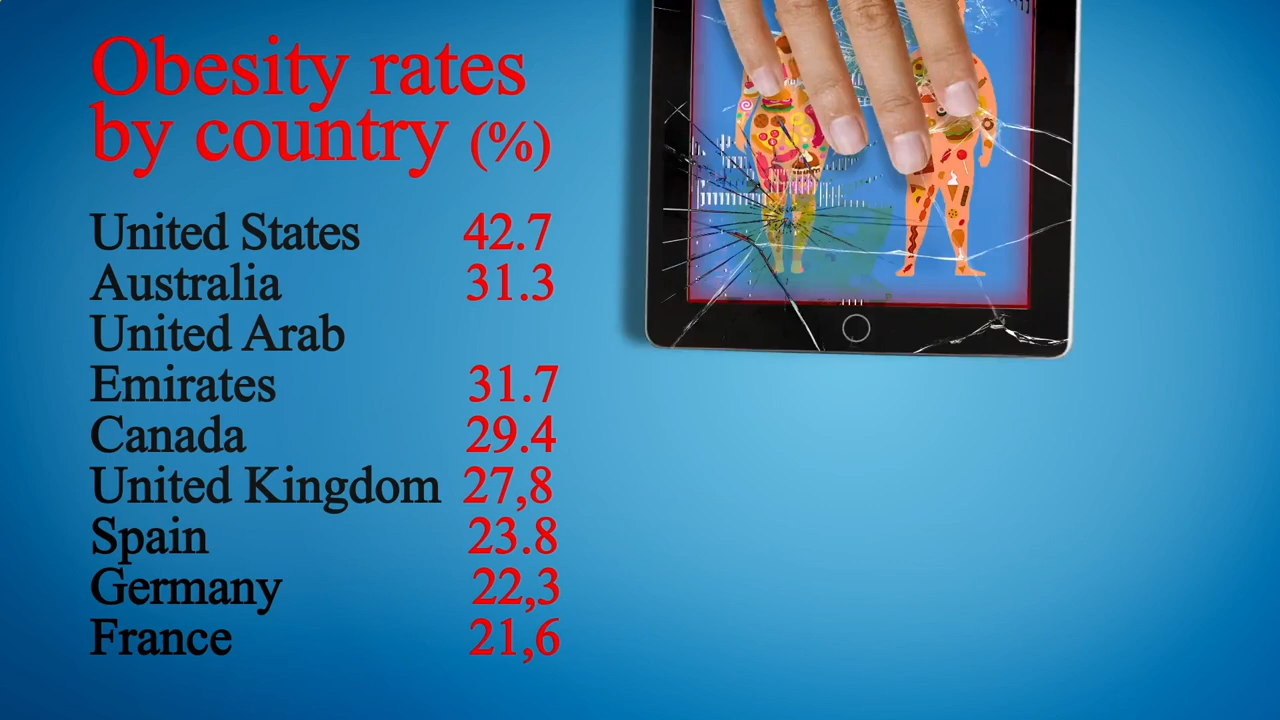 Obesity rates
by country (%)
United States 42.7
Australia 31.3
United Arab
Emirates 31.7
Canada 29.4
United Kingdom 27,8
Spain 23.8
Germany 22,3
France 21,6